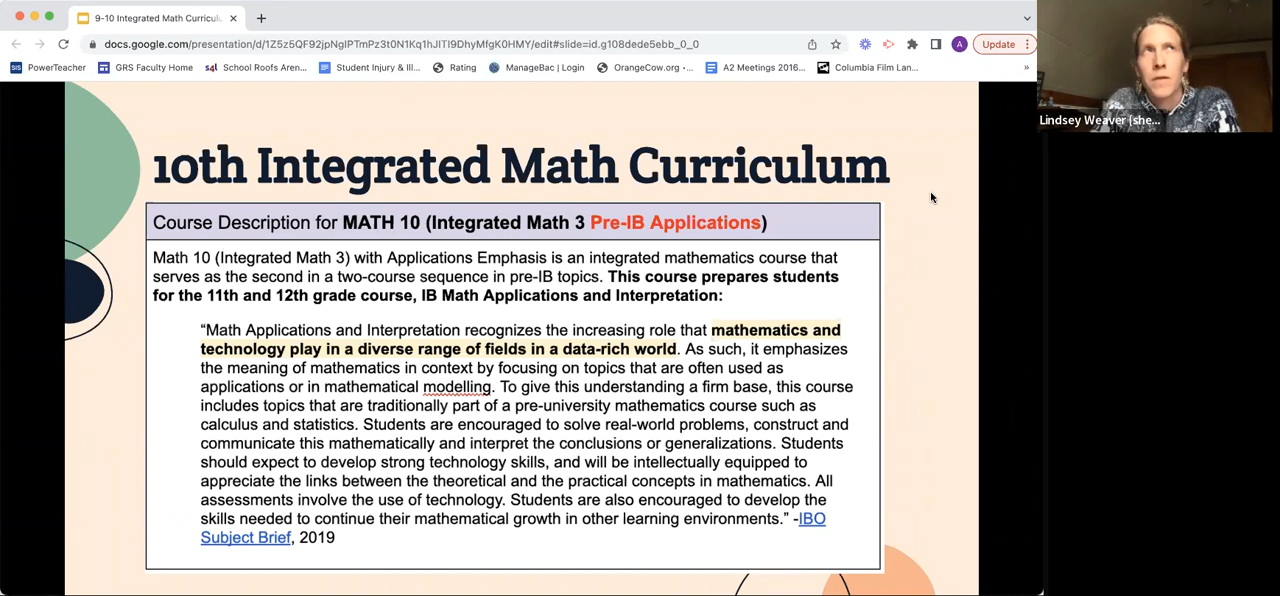 9-10 Integrated Math Curricul
docs.google.com/presentation/d/1Z5z5QF92jpNglPTmPz3t0N1Kq1hJlTl9DhyMfgK0HMY/edit#slide=id.g108dede5ebb_0_0
A
Update
SIS PowerTeacher
GRS Faculty Home
s4l School Roofs Aren...
Student Injury & Ill...
Rating
ManageBac | Login
OrangeCow.org •...
A2 Meetings 2016...
Columbia Film Lan...
»
Lindsey Weaver (she...
10th Integrated Math Curriculum
Course Description for MATH 10 (Integrated Math 3 Pre-IB Applications)
Math 10 (Integrated Math 3) with Applications Emphasis is an integrated mathematics course that
serves as the second in a two-course sequence in pre-IB topics. This course prepares students
for the 11th and 12th grade course, IB Math Applications and Interpretation:
“Math Applications and Interpretation recognizes the increasing role that mathematics and
technology play in a diverse range of fields in a data-rich world. As such, it emphasizes
the meaning of mathematics in context by focusing on topics that are often used as
applications or in mathematical modelling. To give this understanding a firm base, this course
includes topics that are traditionally part of a pre-university mathematics course such as
calculus and statistics. Students are encouraged to solve real-world problems, construct and
communicate this mathematically and interpret the conclusions or generalizations. Students
should expect to develop strong technology skills, and will be intellectually equipped to
appreciate the links between the theoretical and the practical concepts in mathematics. All
assessments involve the use of technology. Students are also encouraged to develop the
skills needed to continue their mathematical growth in other learning environments.” -IBO
Subject Brief, 2019